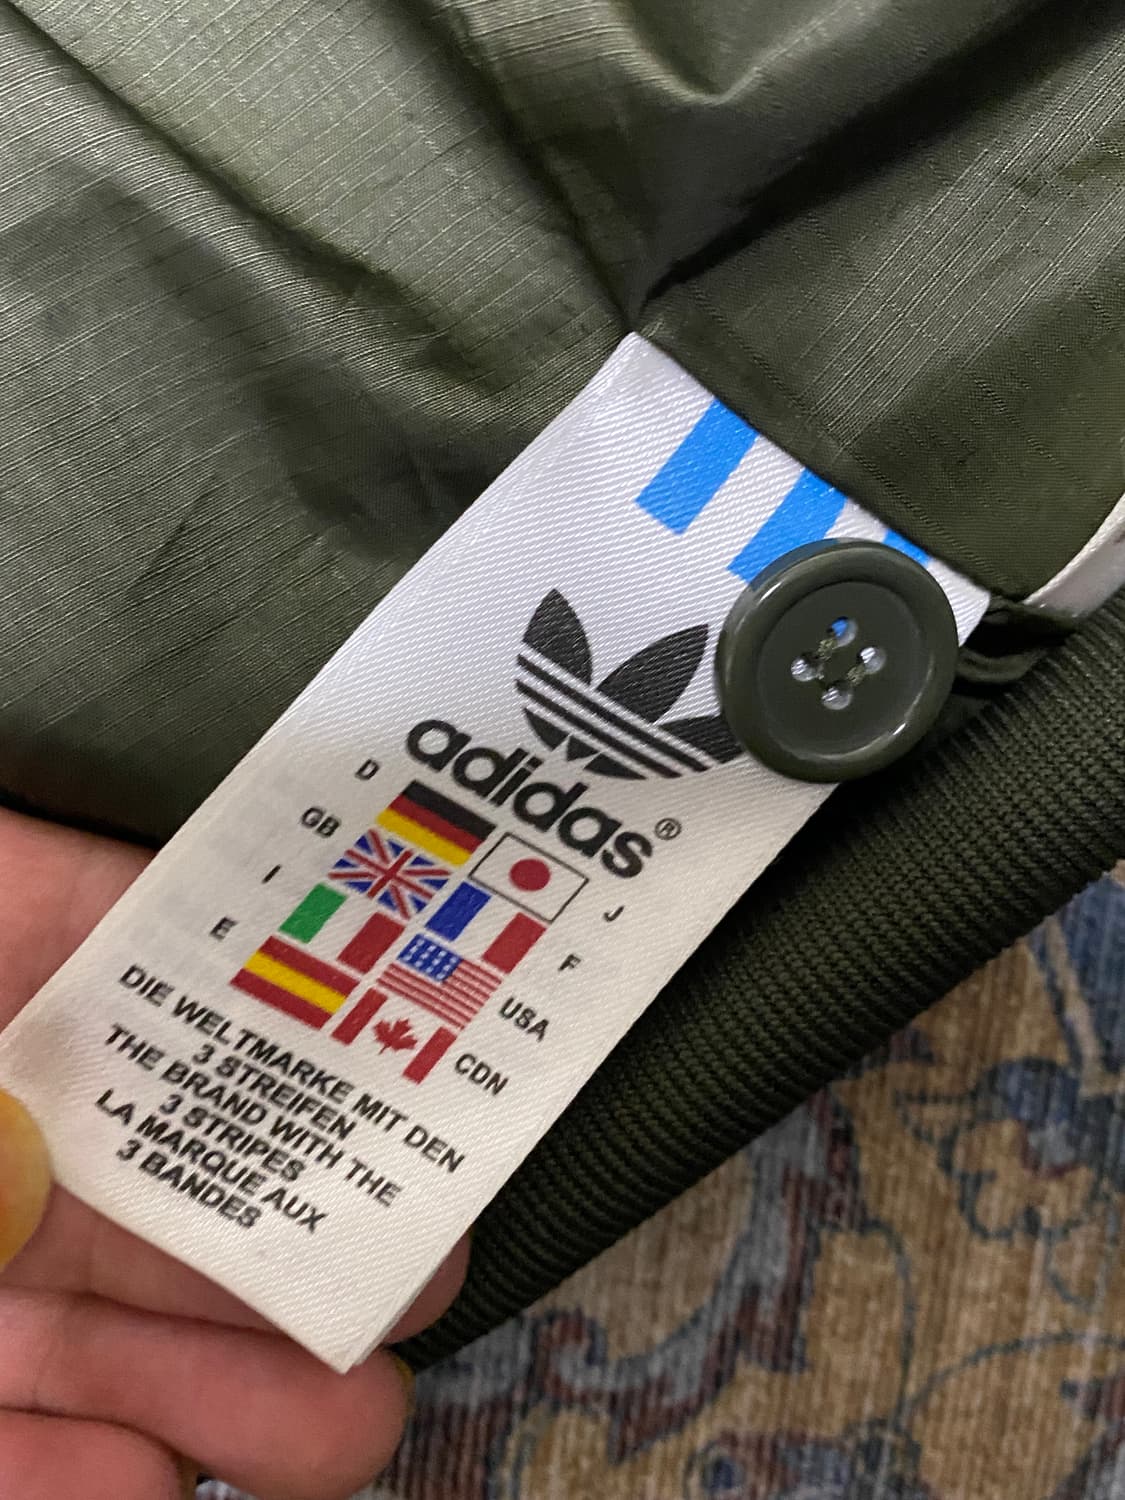 adidas®
D
J
GB
F
I
USA
E
CDN
DIE WELTMARKE MIT DEN
3 STREIFEN
THE BRAND WITH THE
3 STRIPES
LA MARQUE AUX
3 BANDES